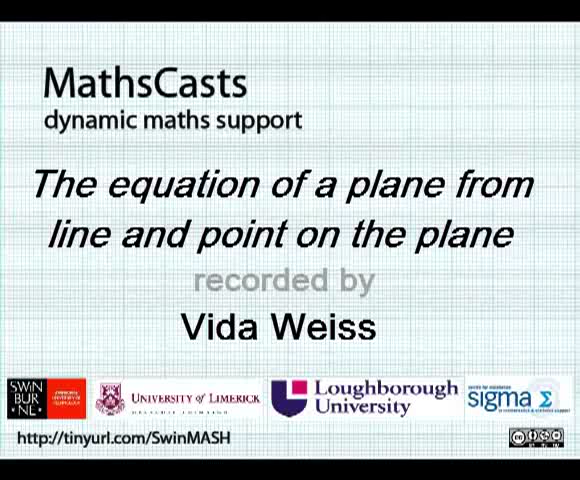 MathsCasts
dynamic maths support
The equation of a plane from
line and point on the plane
recorded by
Vida Weiss
SWIN
BUR
NE
UNIVERSITY OF LIMERICK
Loughborough
University
sigma Σ
http://tinyurl.com/SwinMASH